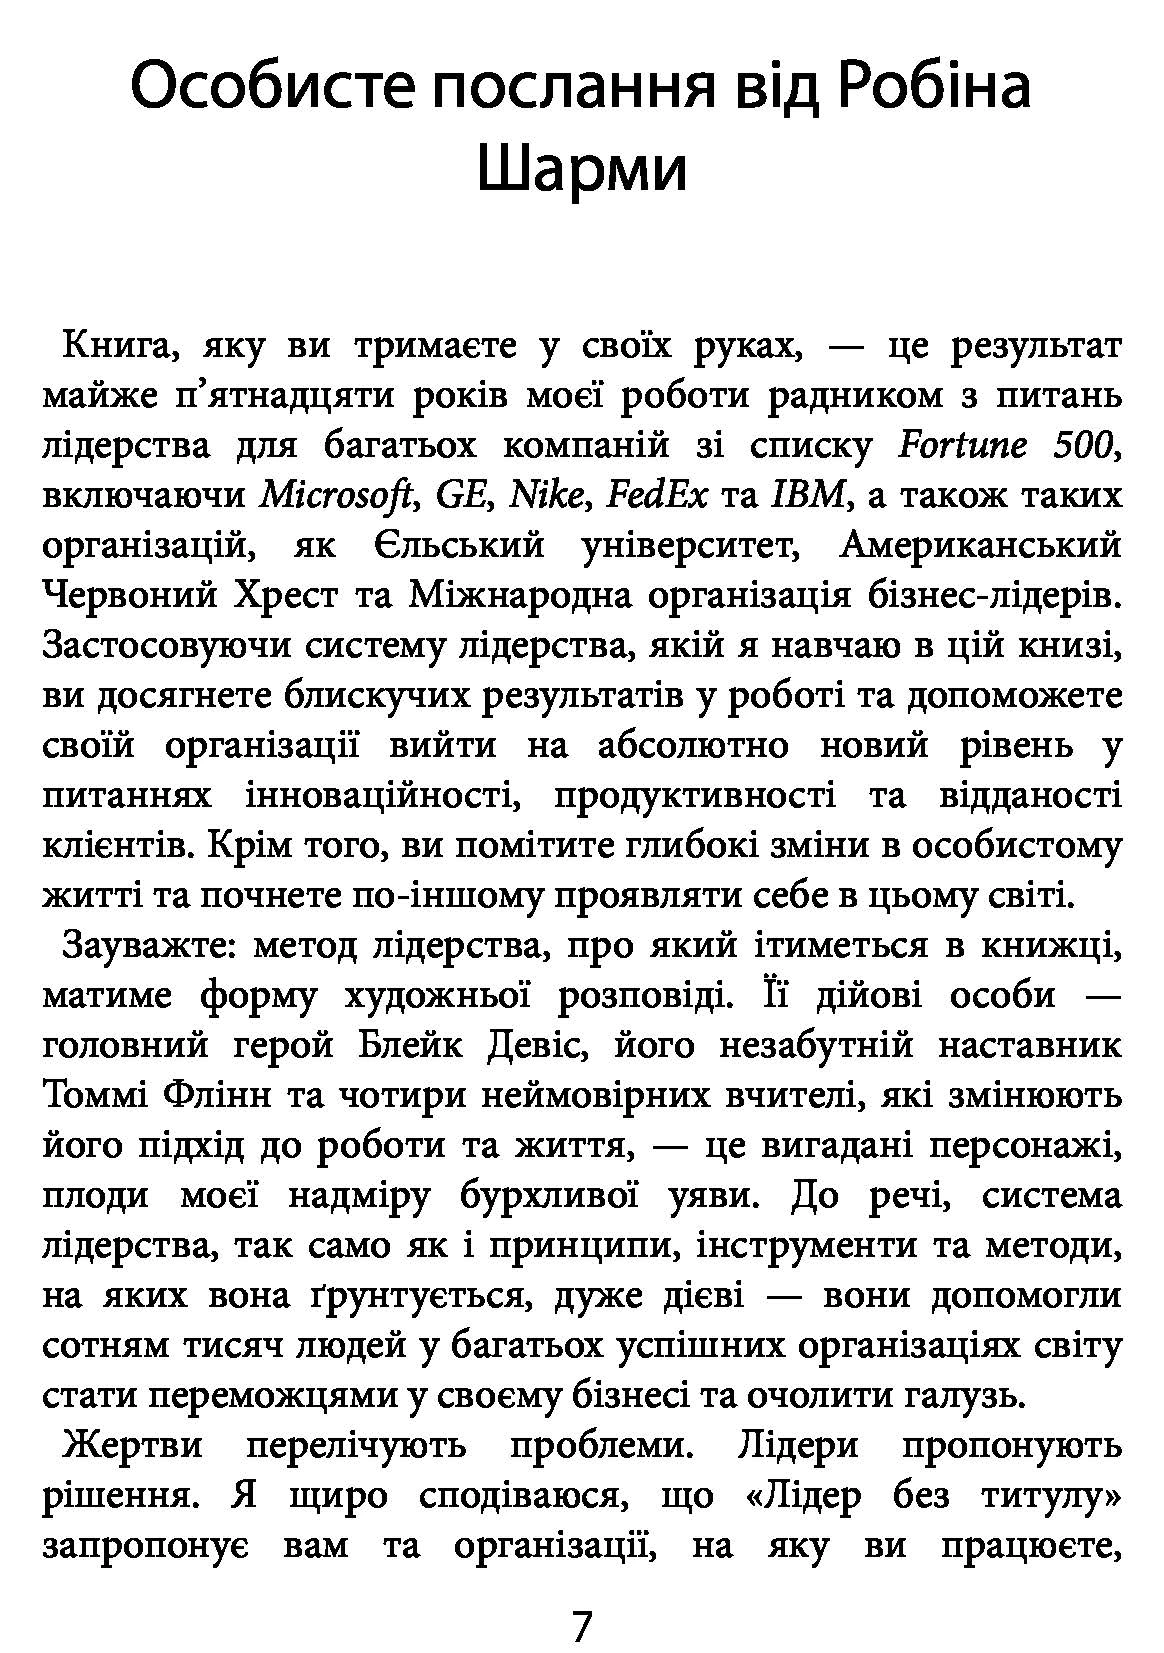 Особисте послання від Робіна
Шарми
Книга, яку ви тримаєте у своїх руках, — це результат
майже п’ятнадцяти років моєї роботи радником з питань
лідерства для багатьох компаній зі списку Fortune 500,
включаючи Microsoft, GE, Nike, FedEx та IBM, а також таких
організацій, як Єльський університет, Американський
Червоний Хрест та Міжнародна організація бізнес-лідерів.
Застосовуючи систему лідерства, якій я навчаю в цій книзі,
ви досягнете блискучих результатів у роботі та допоможете
своїй організації вийти на абсолютно новий рівень у
питаннях інноваційності, продуктивності та відданості
клієнтів. Крім того, ви помітите глибокі зміни в особистому
житті та почнете по-іншому проявляти себе в цьому світі.
Зауважте: метод лідерства, про який ітиметься в книжці,
матиме форму художньої розповіді. Її дійові особи —
головний герой Блейк Девіс, його незабутній наставник
Томмі Флінн та чотири неймовірних вчителі, які змінюють
його підхід до роботи та життя, — це вигадані персонажі,
плоди моєї надміру бурхливої уяви. До речі, система
лідерства, так само як і принципи, інструменти та методи,
на яких вона ґрунтується, дуже дієві — вони допомогли
сотням тисяч людей у багатьох успішних організаціях світу
стати переможцями у своєму бізнесі та очолити галузь.
Жертви перелічують проблеми. Лідери пропонують
рішення. Я щиро сподіваюся, що «Лідер без титулу»
запропонує вам та організації, на яку ви працюєте,
7